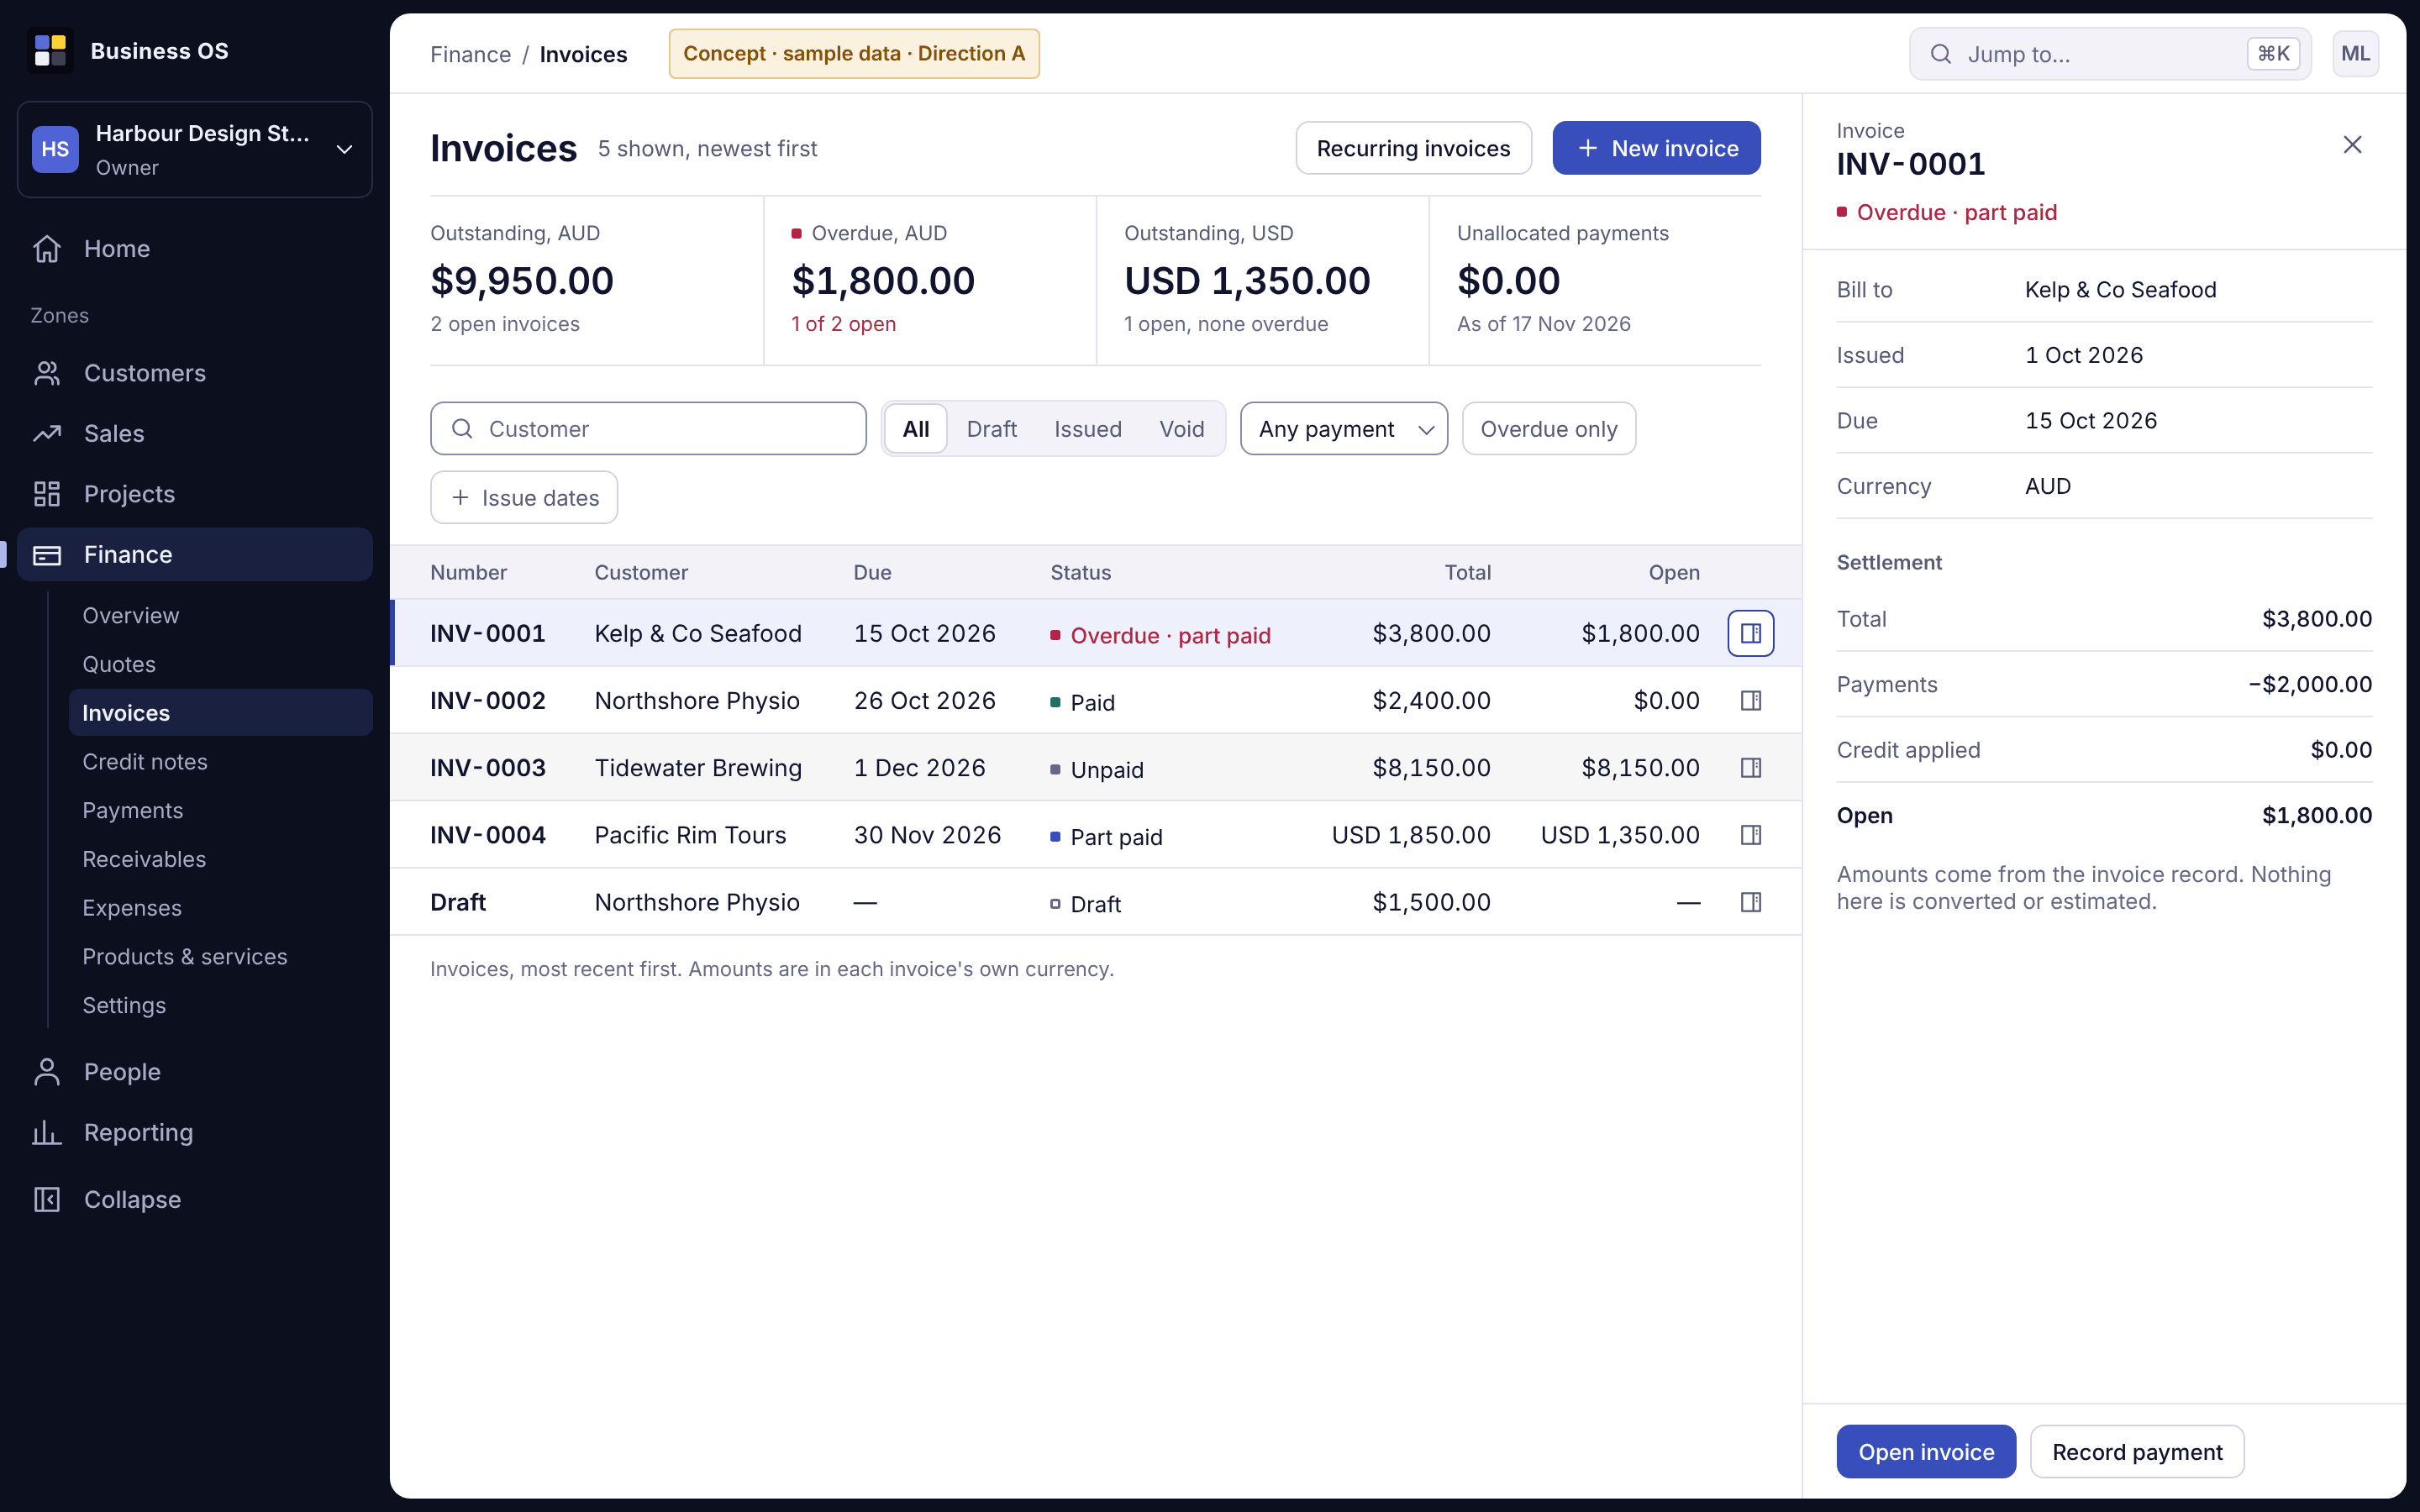 Business OS
HS
Harbour Design St...
Owner
Home
Zones
Customers
Sales
Projects
Finance
Overview
Quotes
Invoices
Credit notes
Payments
Receivables
Expenses
Products & services
Settings
People
Reporting
Collapse
Finance / Invoices
Concept · sample data · Direction A
Jump to...
⌘K
ML
Invoices
5 shown, newest first
Recurring invoices
New invoice
Outstanding, AUD
$9,950.00
2 open invoices
Overdue, AUD
$1,800.00
1 of 2 open
Outstanding, USD
USD 1,350.00
1 open, none overdue
Unallocated payments
$0.00
As of 17 Nov 2026
Customer
All Draft Issued Void
Any payment
Overdue only
Issue dates
Number Customer Due Status Total Open
INV-0001 Kelp & Co Seafood 15 Oct 2026 Overdue · part paid $3,800.00 $1,800.00
INV-0002 Northshore Physio 26 Oct 2026 Paid $2,400.00 $0.00
INV-0003 Tidewater Brewing 1 Dec 2026 Unpaid $8,150.00 $8,150.00
INV-0004 Pacific Rim Tours 30 Nov 2026 Part paid USD 1,850.00 USD 1,350.00
Draft Northshore Physio — Draft $1,500.00 —
Invoices, most recent first. Amounts are in each invoice's own currency.
Invoice
INV-0001
Overdue · part paid
Bill to Kelp & Co Seafood
Issued 1 Oct 2026
Due 15 Oct 2026
Currency AUD
Settlement
Total $3,800.00
Payments −$2,000.00
Credit applied $0.00
Open $1,800.00
Amounts come from the invoice record. Nothing
here is converted or estimated.
Open invoice
Record payment